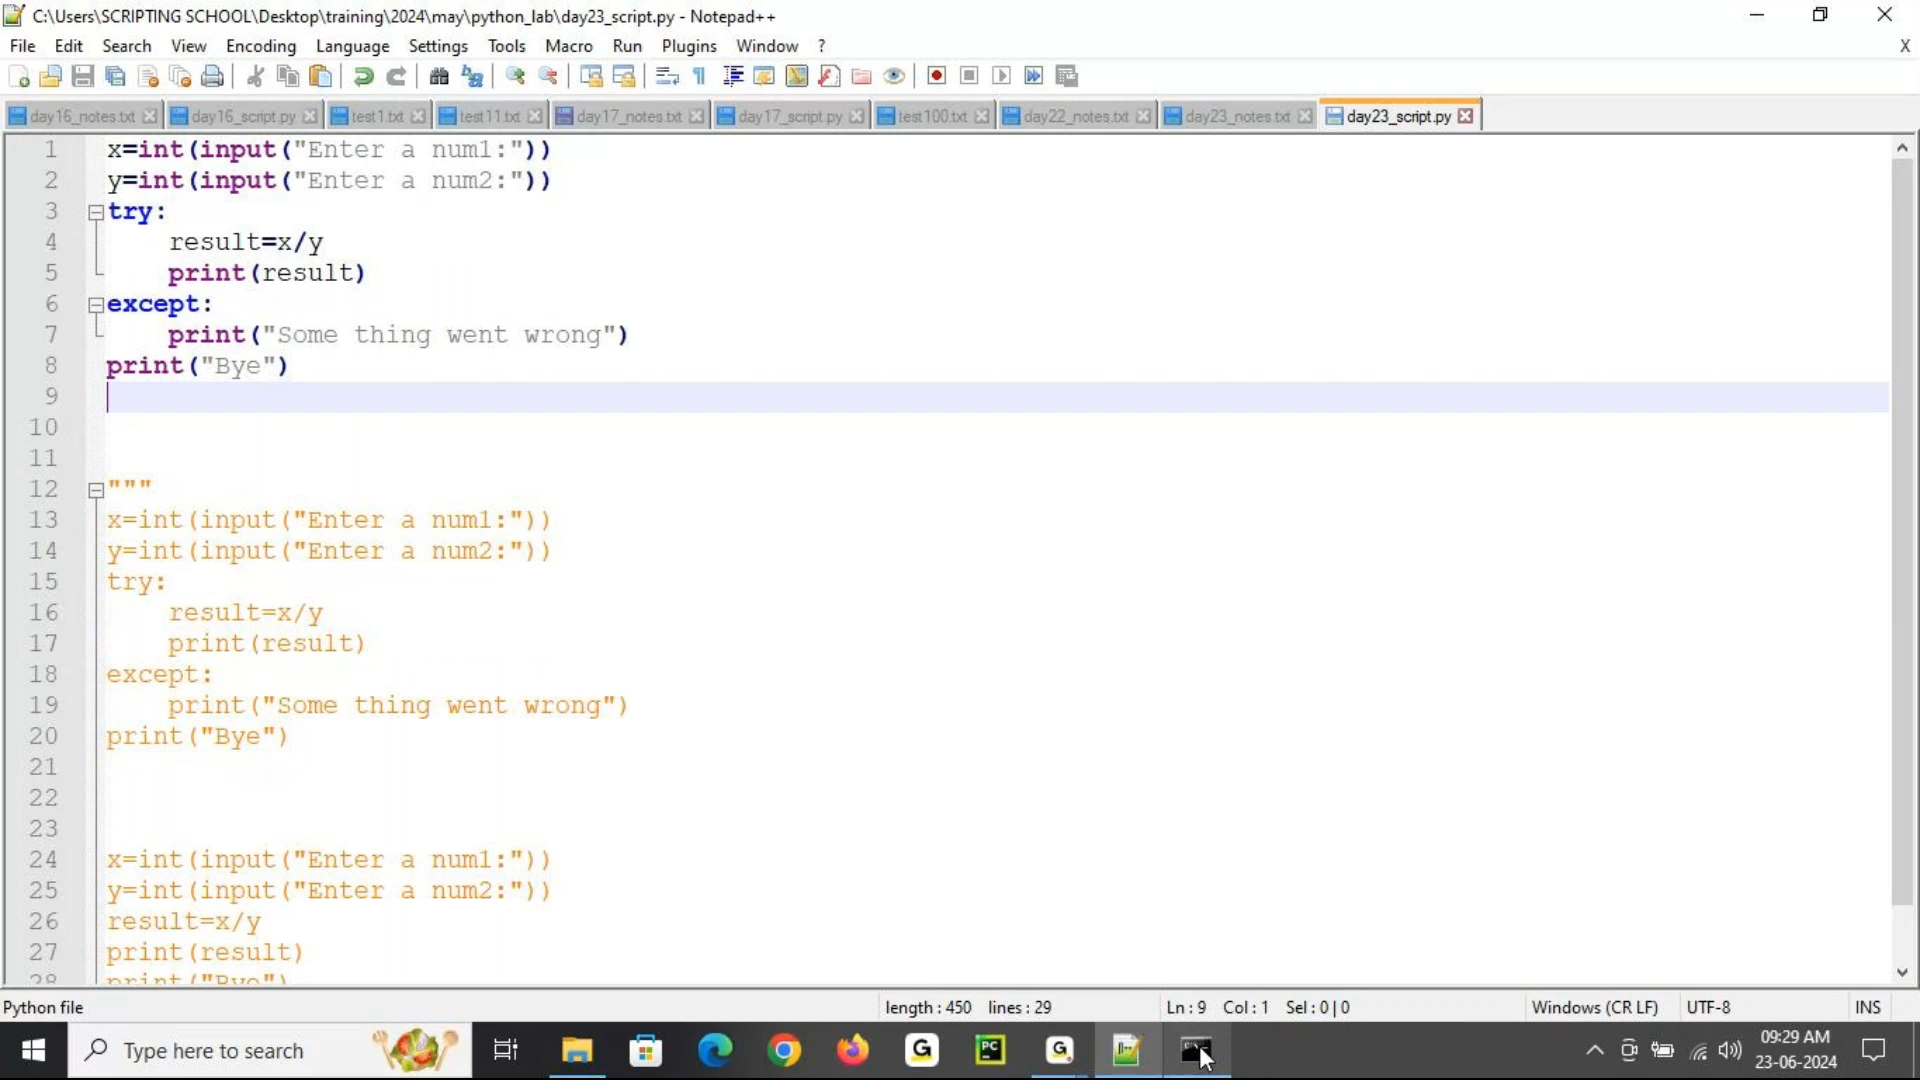 C:\Users\SCRIPTING SCHOOL\Desktop\training\2024\may\python_lab\day23_script.py - Notepad++
File Edit Search View Encoding Language Settings Tools Macro Run Plugins Window ? X
day16_notes.txt day16_script.py test1.txt test11.txt day17_notes.txt day17_script.py test100.txt day22_notes.txt day23_notes.txt day23_script.py
1 x=int(input("Enter a num1:"))
2 y=int(input("Enter a num2:"))
3 try:
4 result=x/y
5 print(result)
6 except:
7 print("Some thing went wrong")
8 print("Bye")
9
10
11
12 """
13 x=int(input("Enter a num1:"))
14 y=int(input("Enter a num2:"))
15 try:
16 result=x/y
17 print(result)
18 except:
19 print("Some thing went wrong")
20 print("Bye")
21
22
23
24 x=int(input("Enter a num1:"))
25 y=int(input("Enter a num2:"))
26 result=x/y
27 print(result)
28 print("Bye")
Python file length : 450 lines : 29 Ln : 9 Col : 1 Sel : 0 | 0 Windows (CR LF) UTF-8 INS
Type here to search
09:29 AM
23-06-2024